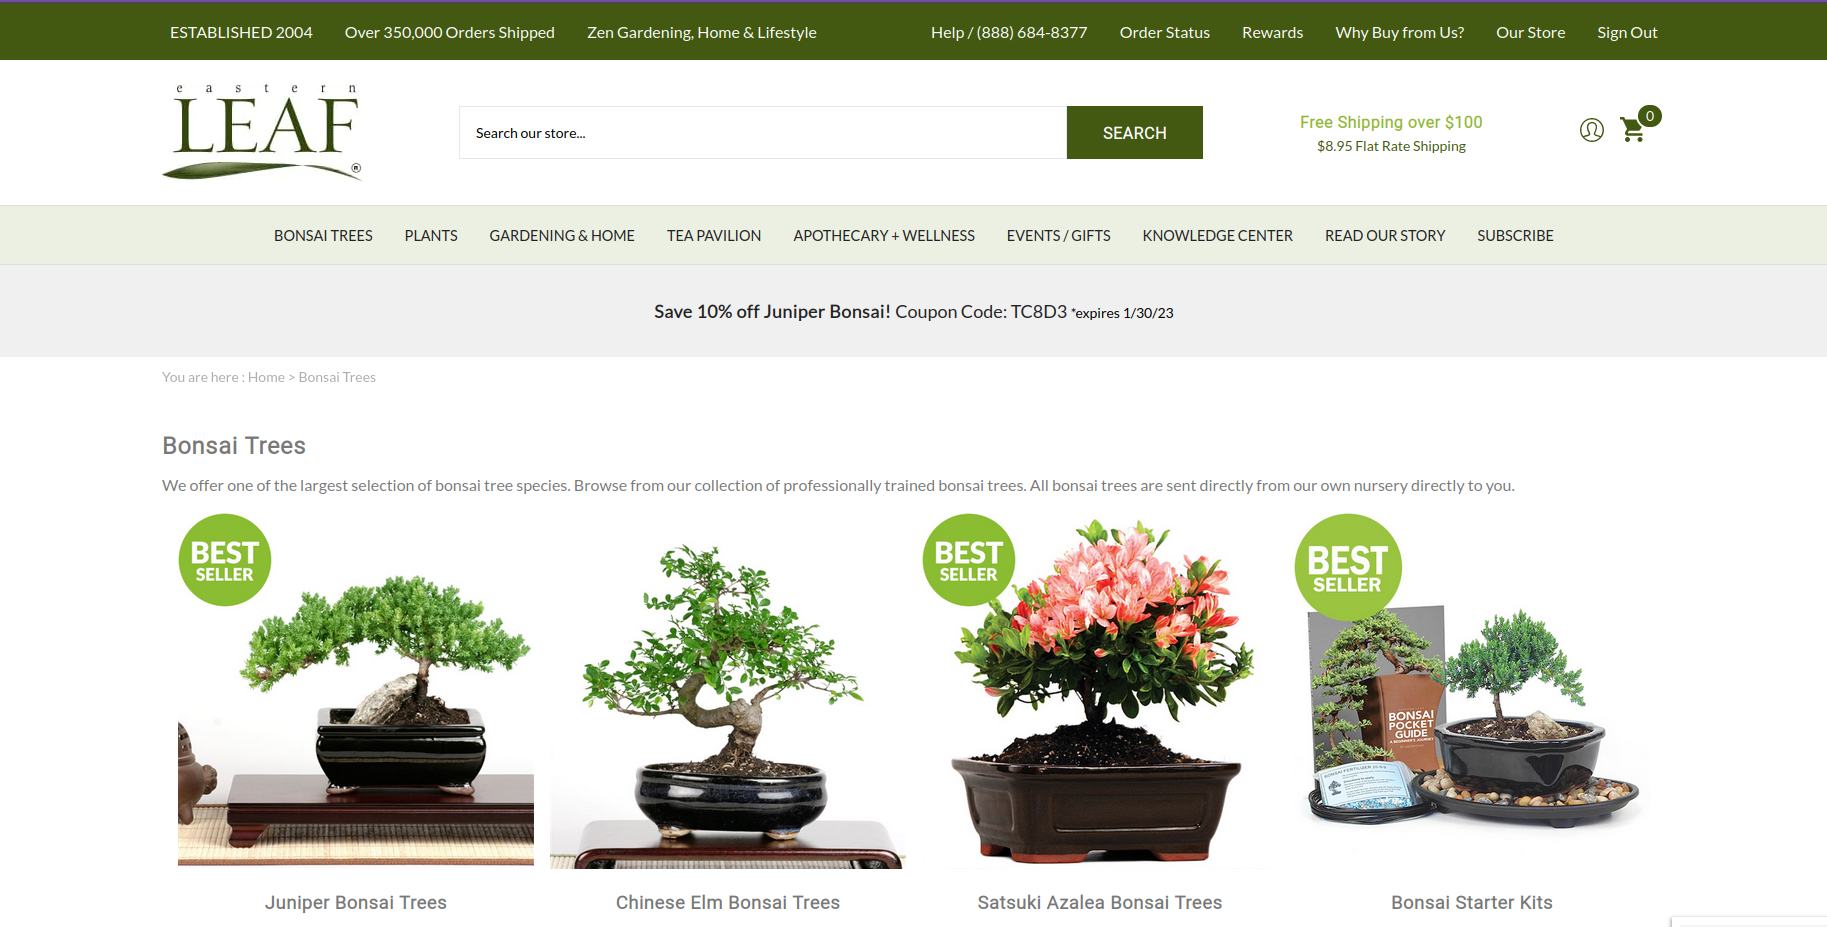 ESTABLISHED 2004 Over 350,000 Orders Shipped Zen Gardening, Home & Lifestyle Help / (888) 684-8377 Order Status Rewards Why Buy from Us? Our Store Sign Out
eastern
LEAF
®
Search our store...
SEARCH
Free Shipping over $100
$8.95 Flat Rate Shipping
0
BONSAI TREES PLANTS GARDENING & HOME TEA PAVILION APOTHECARY + WELLNESS EVENTS / GIFTS KNOWLEDGE CENTER READ OUR STORY SUBSCRIBE
Save 10% off Juniper Bonsai! Coupon Code: TC8D3 *expires 1/30/23
You are here : Home > Bonsai Trees
Bonsai Trees
We offer one of the largest selection of bonsai tree species. Browse from our collection of professionally trained bonsai trees. All bonsai trees are sent directly from our own nursery directly to you.
BEST
SELLER
BEST
SELLER
BEST
SELLER
BONSAI
POCKET
GUIDE
A BEGINNER'S JOURNEY
BONSAI FERTILIZER
Juniper Bonsai Trees
Chinese Elm Bonsai Trees
Satsuki Azalea Bonsai Trees
Bonsai Starter Kits